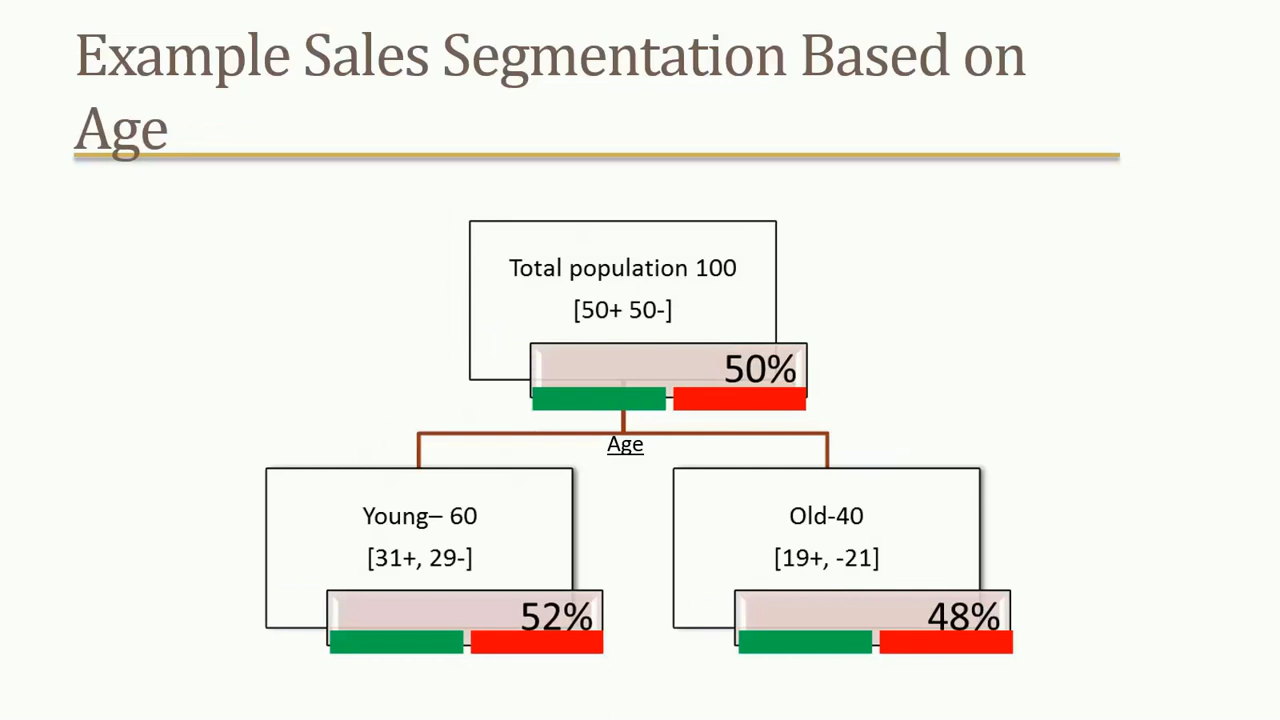 Example Sales Segmentation Based on
Age
Total population 100
[50+ 50-]
50%
Age
Young– 60
[31+, 29-]
52%
Old-40
[19+, -21]
48%